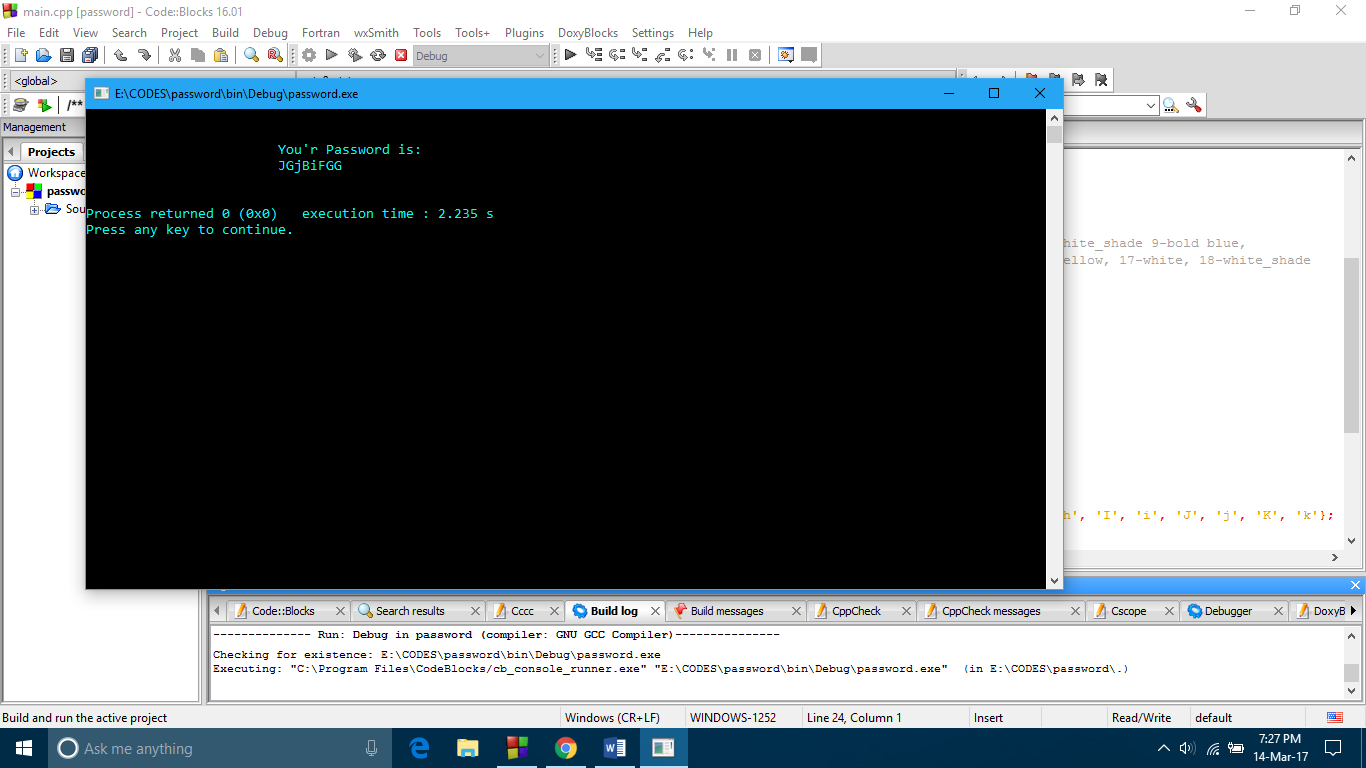 main.cpp [password] - Code::Blocks 16.01
File Edit View Search Project Build Debug Fortran wxSmith Tools Tools+ Plugins DoxyBlocks Settings Help
Debug
<global>
/**
E:\CODES\password\bin\Debug\password.exe
Management
Projects
Workspace
passwo
Sou
You'r Password is:
JGjBiFGG
Process returned 0 (0x0)   execution time : 2.235 s
Press any key to continue.
hite_shade 9-bold blue,
ellow, 17-white, 18-white_shade
h', 'I', 'i', 'J', 'j', 'K', 'k'};
Code::Blocks Search results Cccc Build log Build messages CppCheck CppCheck messages Cscope Debugger DoxyB
-------------- Run: Debug in password (compiler: GNU GCC Compiler)---------------
Checking for existence: E:\CODES\password\bin\Debug\password.exe
Executing: "C:\Program Files\CodeBlocks/cb_console_runner.exe" "E:\CODES\password\bin\Debug\password.exe"  (in E:\CODES\password\.)
Build and run the active project Windows (CR+LF) WINDOWS-1252 Line 24, Column 1 Insert Read/Write default
Ask me anything
7:27 PM
14-Mar-17